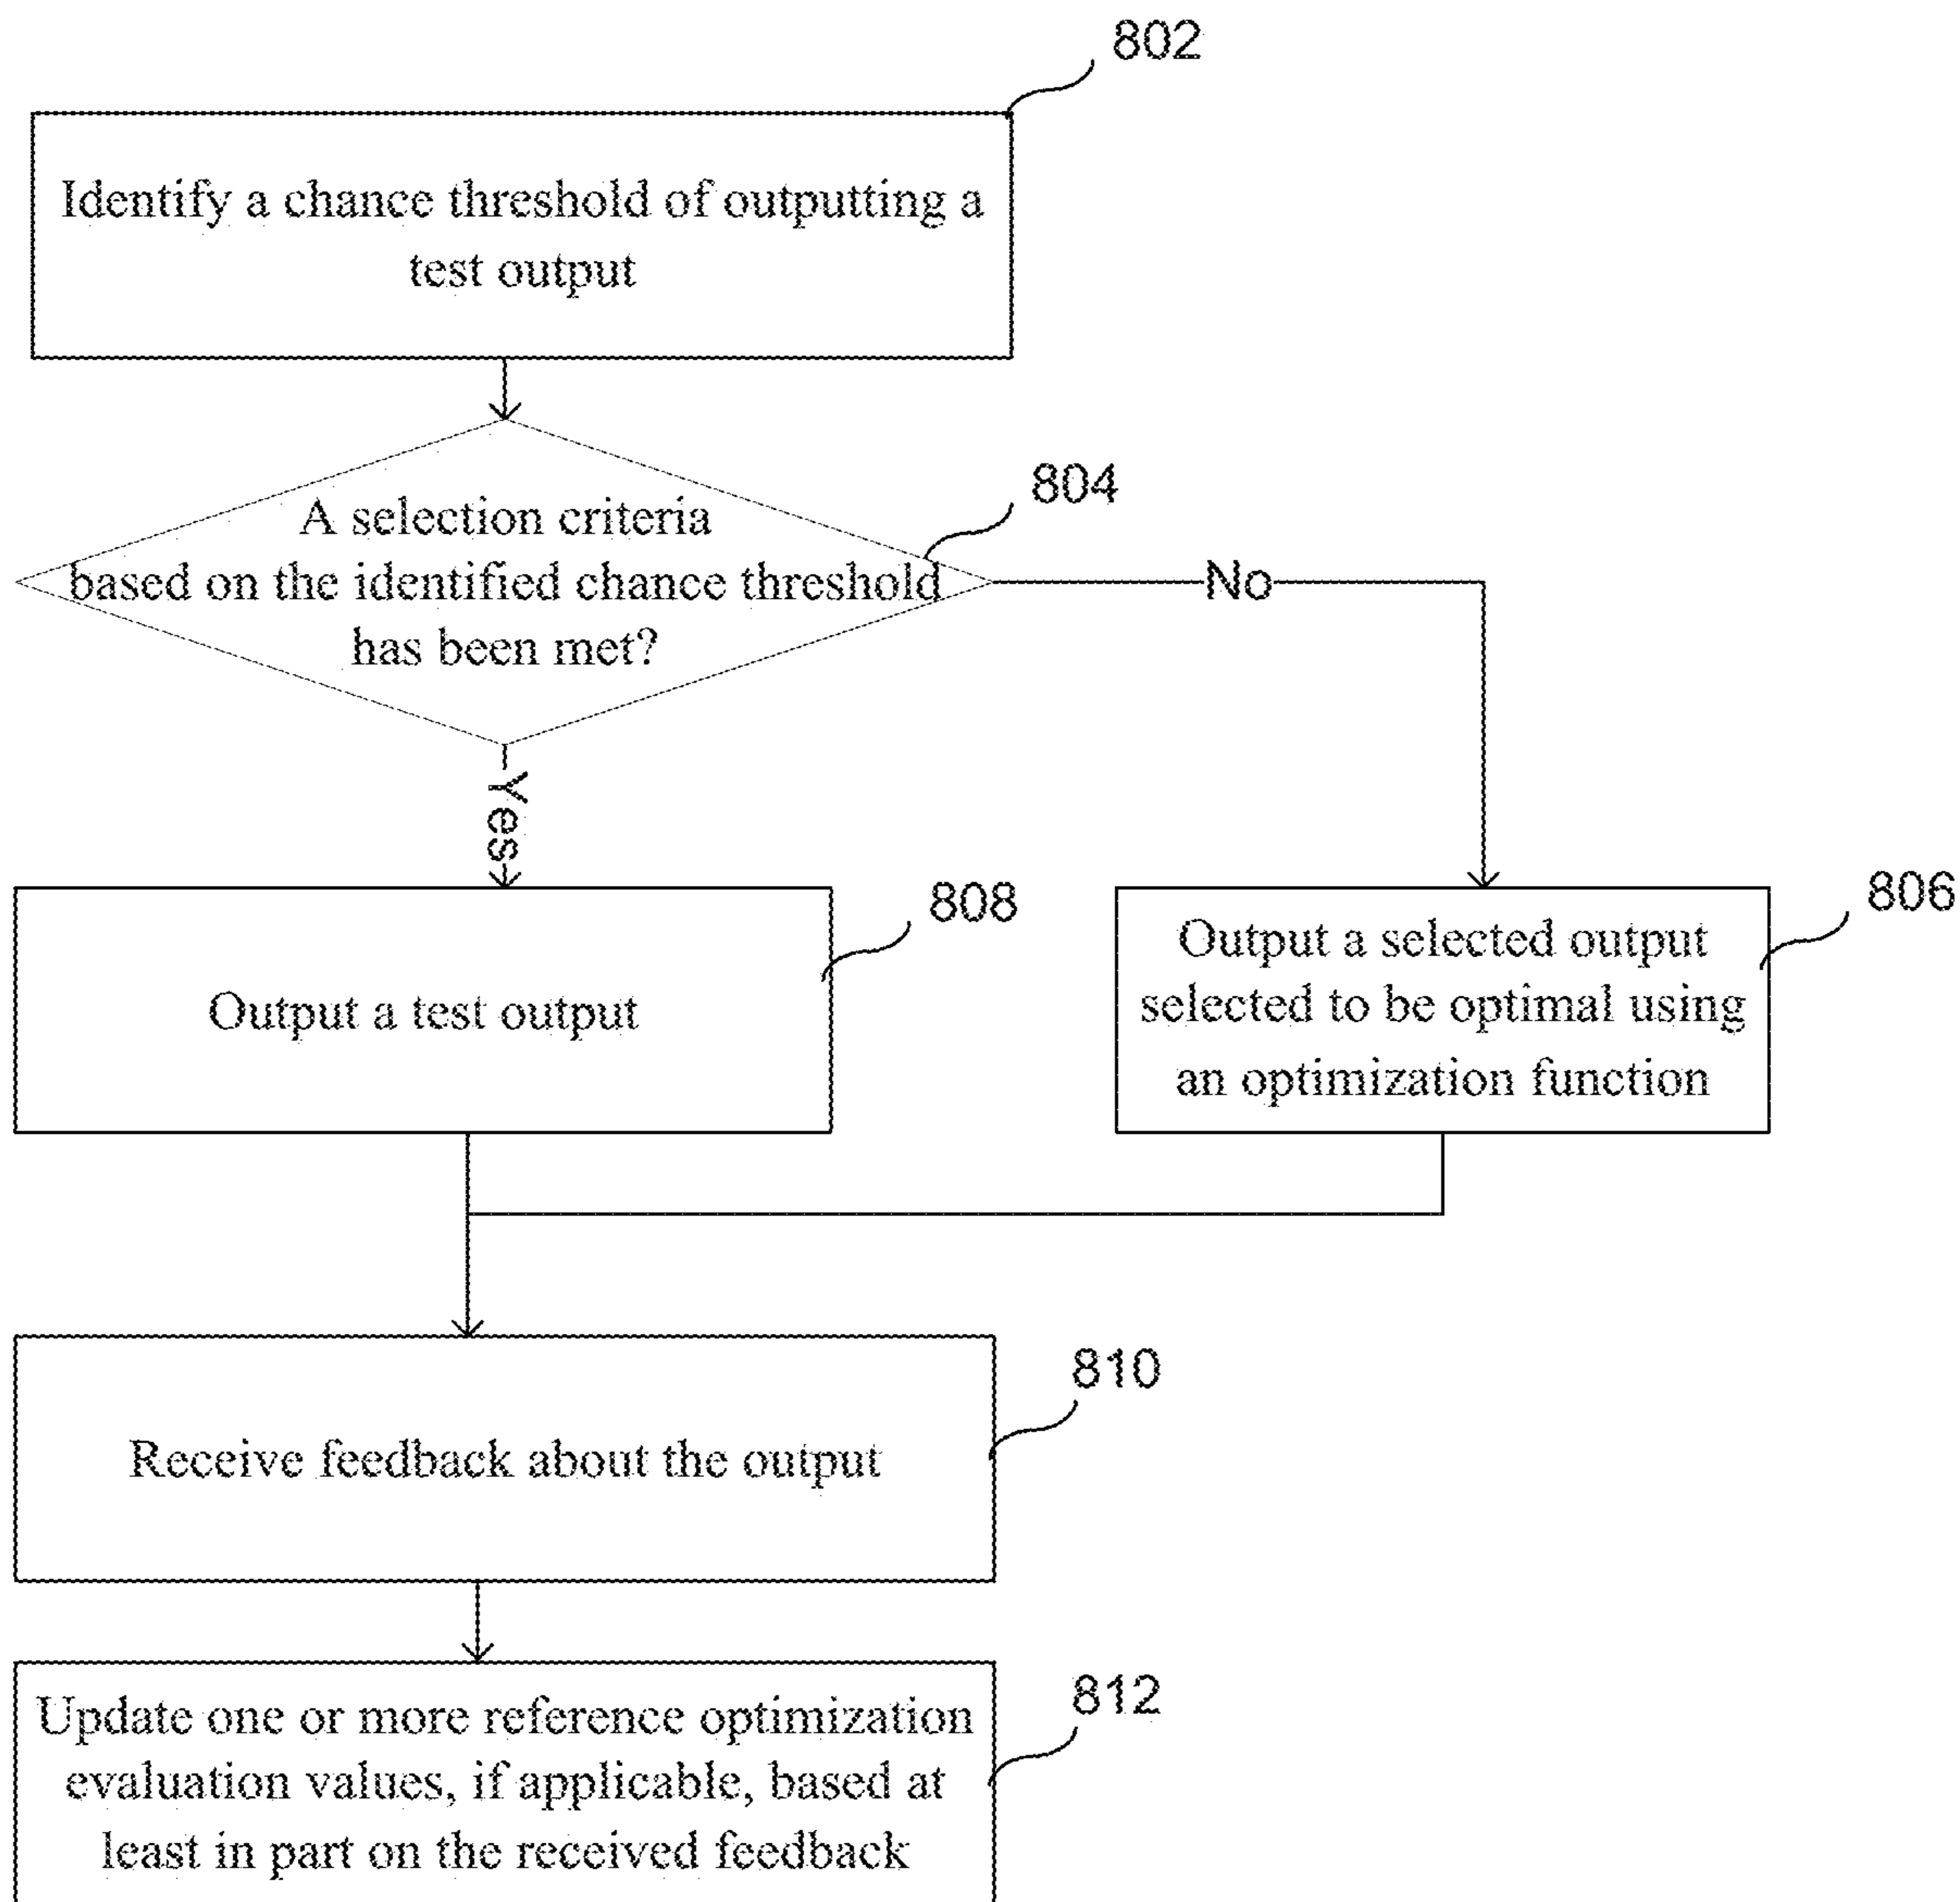 802
Identify a chance threshold of outputting a
test output
804
A selection criteria
based on the identified chance threshold
has been met?
No
Yes
808
Output a test output
806
Output a selected output
selected to be optimal using
an optimization function
810
Receive feedback about the output
812
Update one or more reference optimization
evaluation values, if applicable, based at
least in part on the received feedback